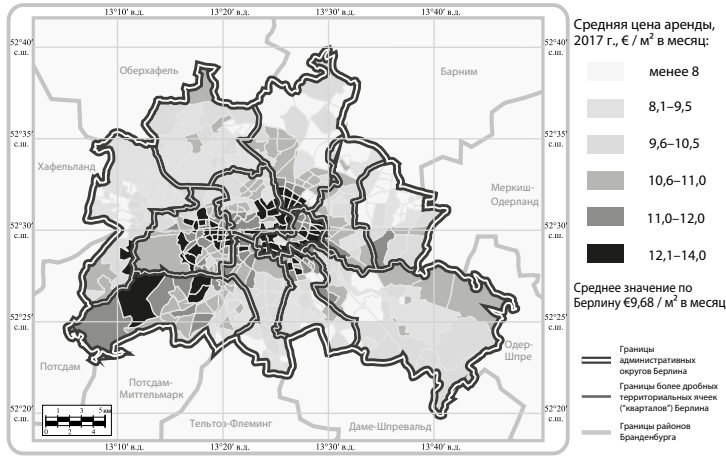 13°10' в.д. 13°20' в.д. 13°30' в.д. 13°40' в.д.
52°40'
с.ш.
52°40'
с.ш.
Оберхафель
Барним
52°35'
с.ш.
52°35'
с.ш.
Хафельланд
Меркиш-
Одерланд
52°30'
с.ш.
52°30'
с.ш.
52°25'
с.ш.
52°25'
с.ш.
Одер-
Шпре
Потсдам
Потсдам-
Миттельмарк
52°20'
с.ш.
52°20'
с.ш.
Тельтоз-Флеминг
Даме-Шпревальд
1 3 5 км
0 2 4
13°10' в.д. 13°20' в.д. 13°30' в.д. 13°40' в.д.
Средняя цена аренды,
2017 г., € / м² в месяц:
менее 8
8,1–9,5
9,6–10,5
10,6–11,0
11,0–12,0
12,1–14,0
Среднее значение по
Берлину €9,68 / м² в месяц
Границы
административных
округов Берлина
Границы более дробных
территориальных ячеек
("кварталов") Берлина
Границы районов
Бранденбурга